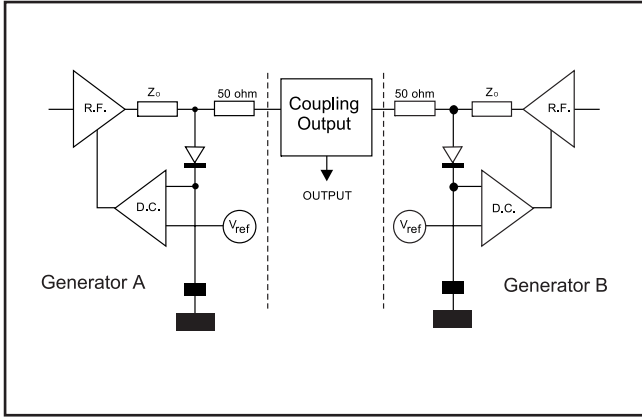 R.F.
Zo
50 ohm
Coupling
Output
50 ohm
Zo
R.F.
OUTPUT
D.C.
Vref
Vref
D.C.
Generator A
Generator B